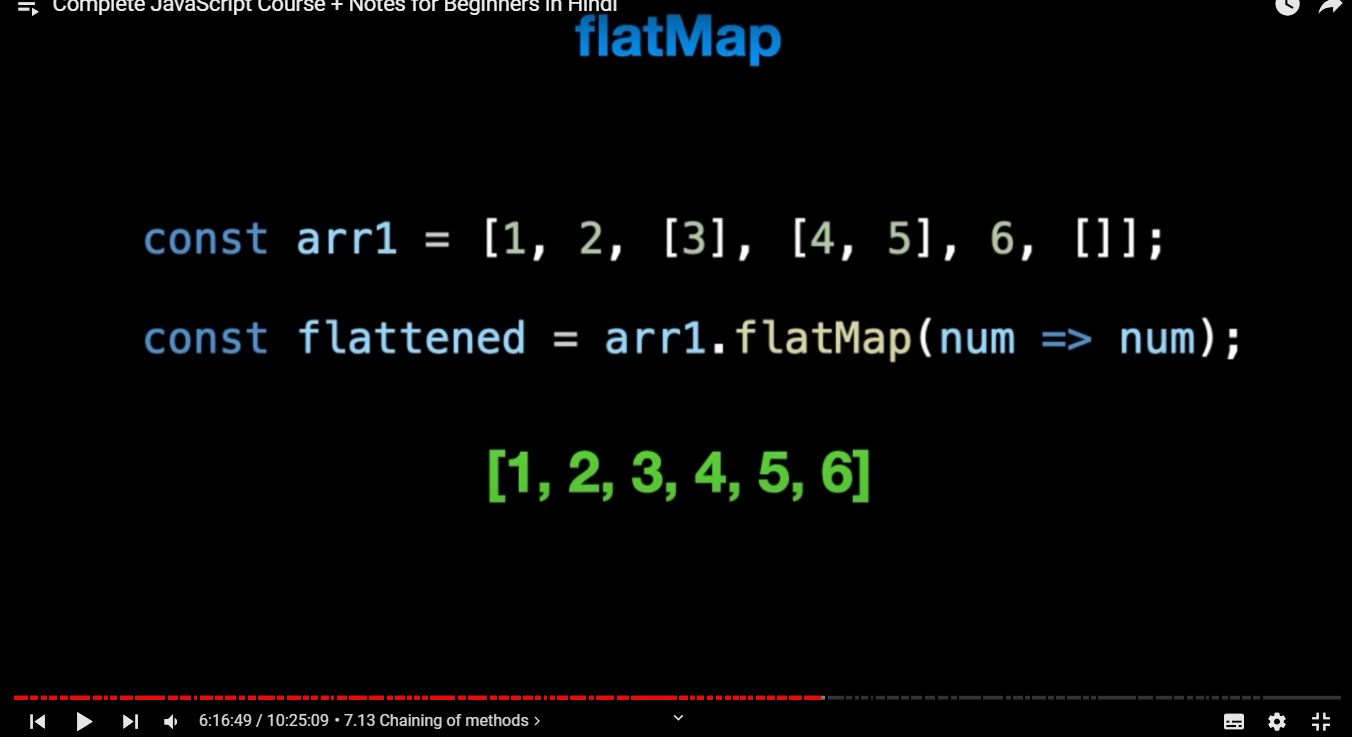 Complete JavaScript Course + Notes for Beginners in Hindi
flatMap
const arr1 = [1, 2, [3], [4, 5], 6, []];
const flattened = arr1.flatMap(num => num);
[1, 2, 3, 4, 5, 6]
6:16:49 / 10:25:09 • 7.13 Chaining of methods ›